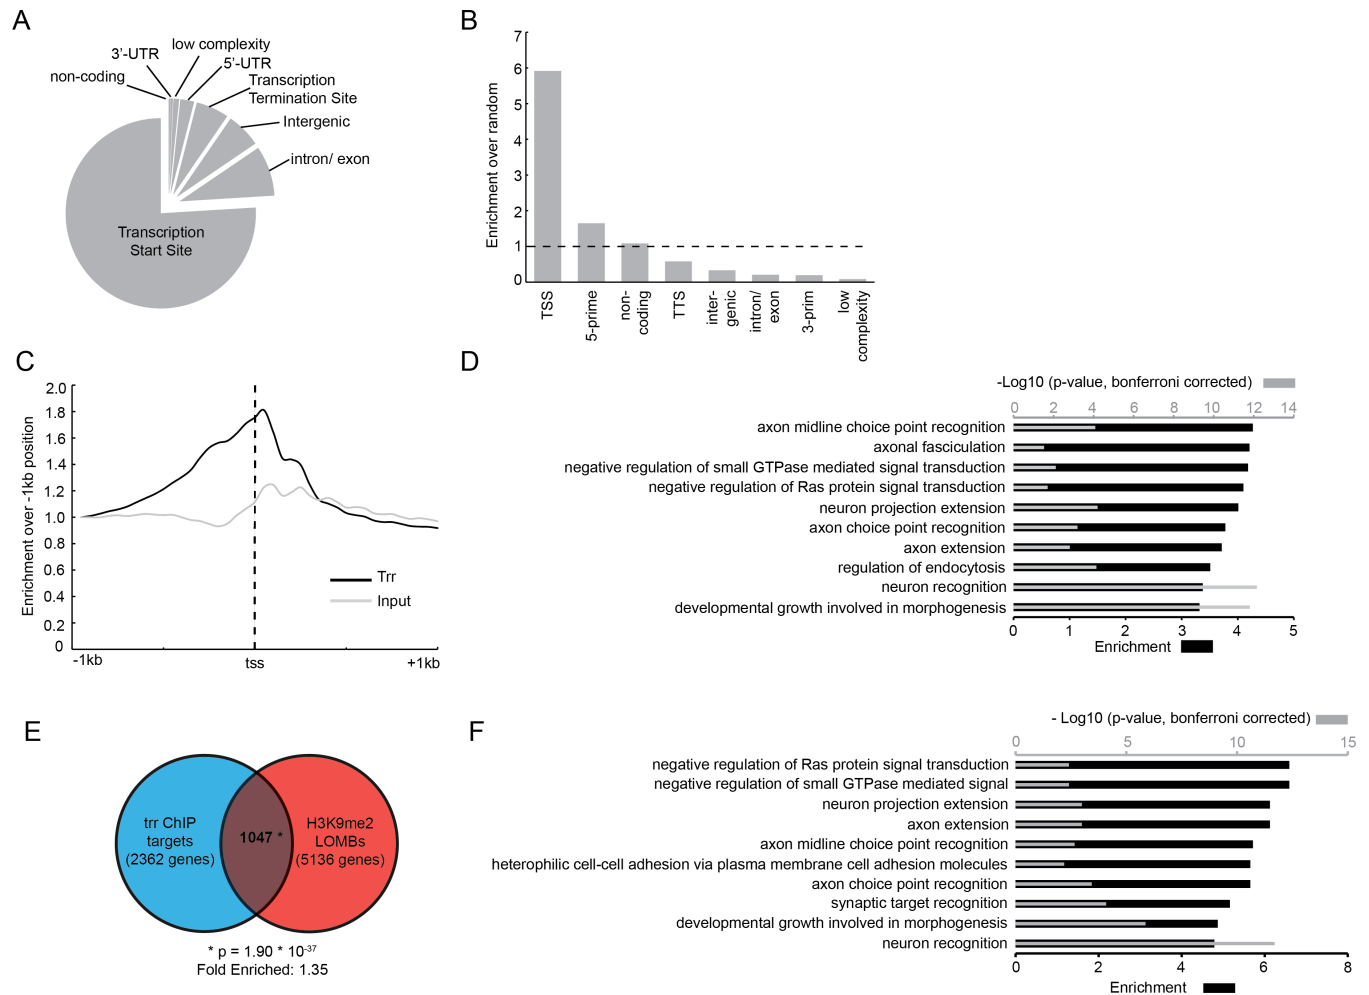 A
low complexity
3’-UTR
5’-UTR
non-coding
Transcription
Termination Site
Intergenic
intron/ exon
Transcription
Start Site
B
Enrichment over random
7
6
5
4
3
2
1
0
TSS
5-prime
non-
coding
TTS
inter-
genic
intron/
exon
3-prim
low
complexity
C
Enrichment over -1kb position
2.0
1.8
1.6
1.4
1.2
1.0
0.8
0.6
0.4
0.2
0
-1kb
tss
+1kb
Trr
Input
D
-Log10 (p-value, bonferroni corrected)
0 2 4 6 8 10 12 14
axon midline choice point recognition
axonal fasciculation
negative regulation of small GTPase mediated signal transduction
negative regulation of Ras protein signal transduction
neuron projection extension
axon choice point recognition
axon extension
regulation of endocytosis
neuron recognition
developmental growth involved in morphogenesis
0 1 2 3 4 5
Enrichment
E
trr ChIP
targets
(2362 genes)
1047 *
H3K9me2
LOMBs
(5136 genes)
* p = 1.90 * 10-37
Fold Enriched: 1.35
F
- Log10 (p-value, bonferroni corrected)
0 5 10 15
negative regulation of Ras protein signal transduction
negative regulation of small GTPase mediated signal
neuron projection extension
axon extension
axon midline choice point recognition
heterophilic cell-cell adhesion via plasma membrane cell adhesion molecules
axon choice point recognition
synaptic target recognition
developmental growth involved in morphogenesis
neuron recognition
0 2 4 6 8
Enrichment